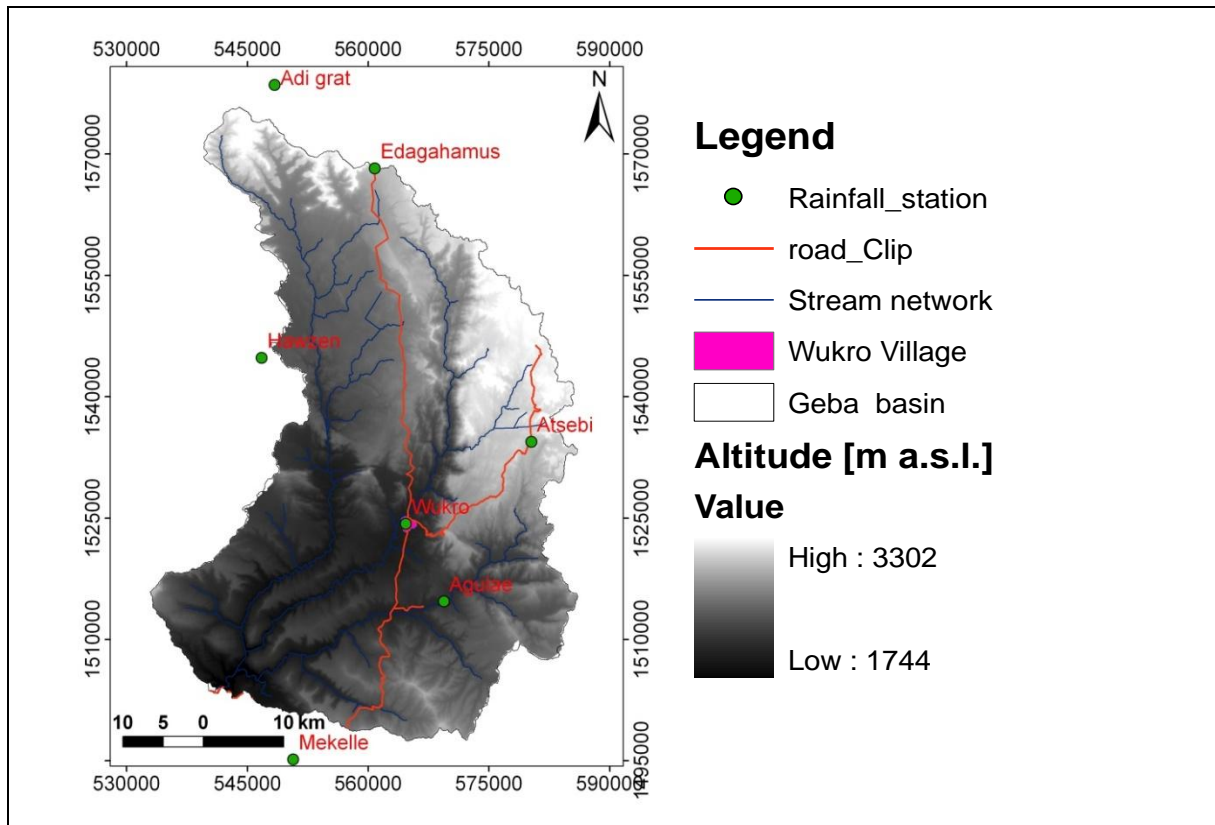 530000 545000 560000 575000 590000
N
Adi grat
1570000 1570000
Edagahamus
1555000 1555000
Hawzen
1540000 1540000
Atsebi
1525000 1525000
Wukro
Agulae
1510000 1510000
10 5 0 10 km
Mekelle
1495000 1495000
530000 545000 560000 575000 590000
Legend
Rainfall_station
road_Clip
Stream network
Wukro Village
Geba basin
Altitude [m a.s.l.]
Value
High : 3302
Low : 1744